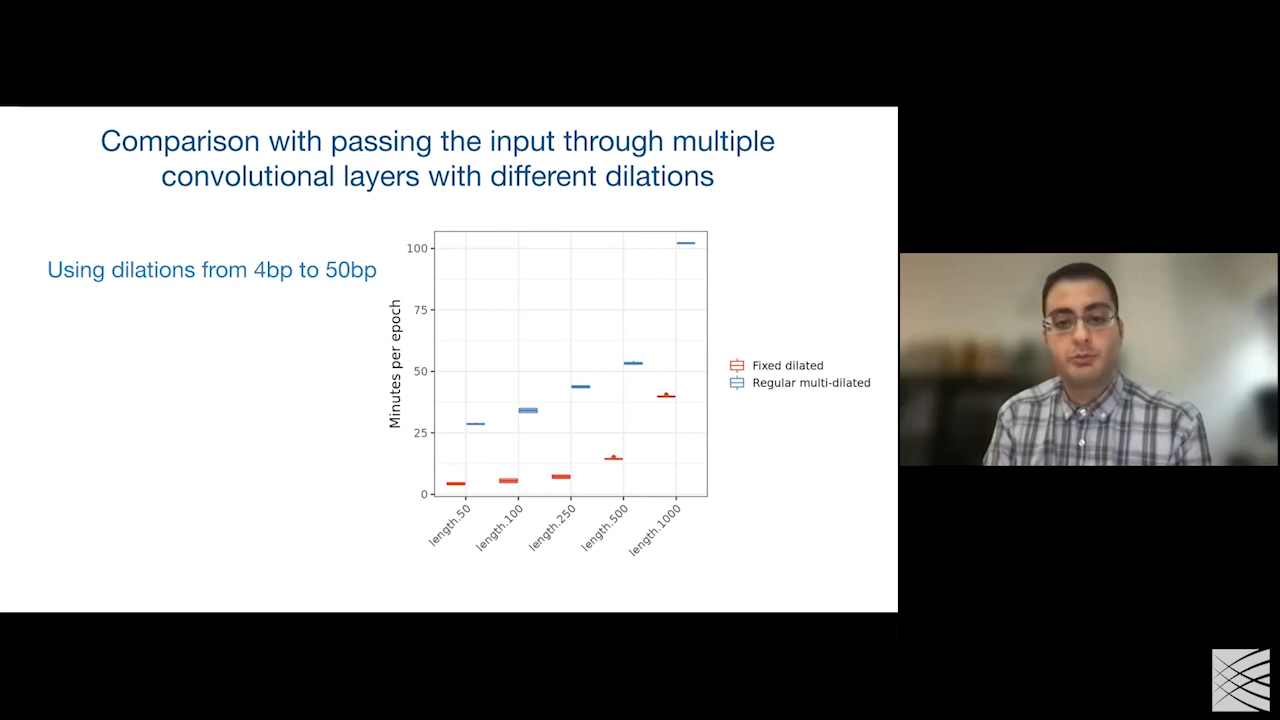 Comparison with passing the input through multiple
convolutional layers with different dilations
Using dilations from 4bp to 50bp
Minutes per epoch
100
75
50
25
0
length.50
length.100
length.250
length.500
length.1000
Fixed dilated
Regular multi-dilated